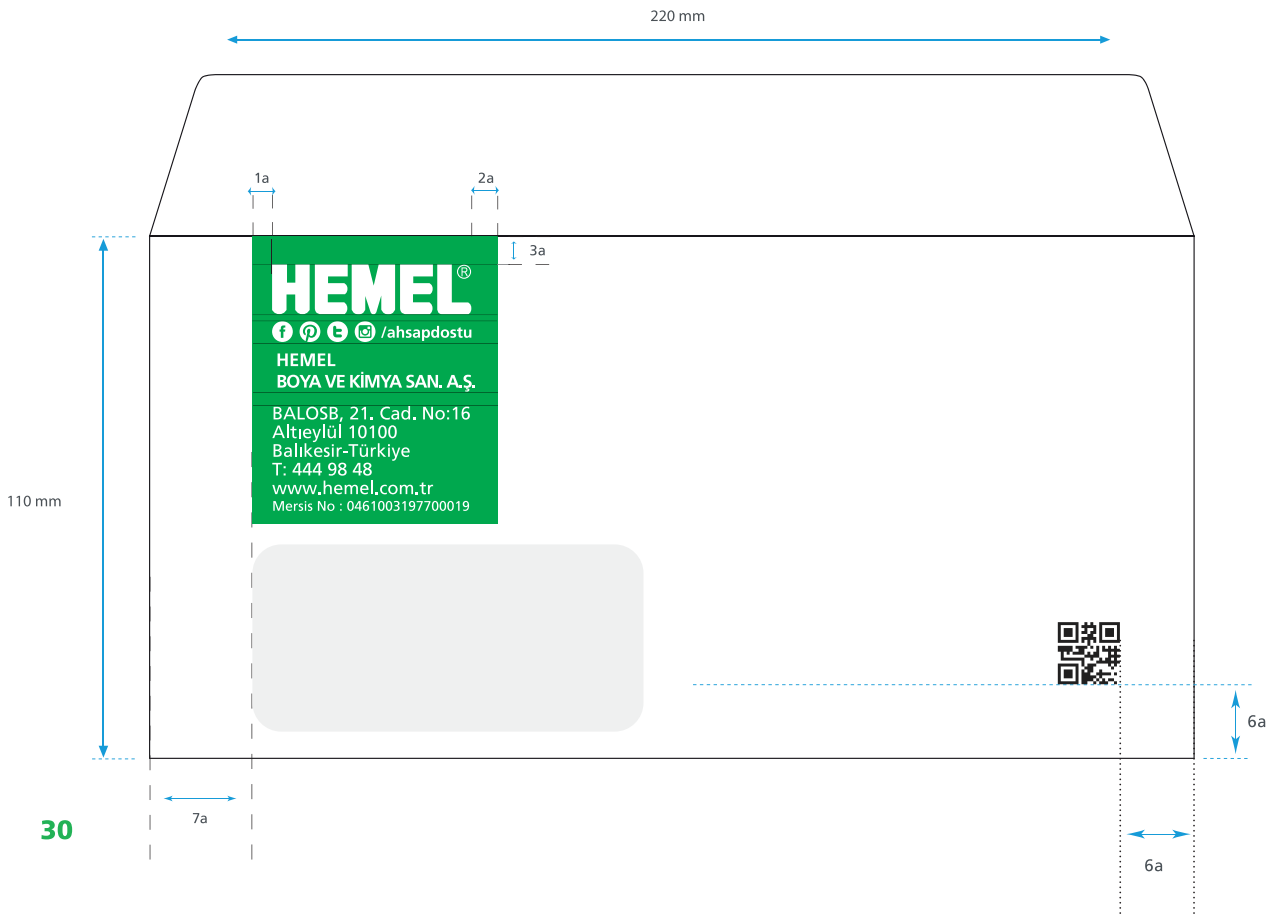 220 mm
1a
2a
3a
HEMEL®
/ahsapdostu
HEMEL
BOYA VE KİMYA SAN. A.Ş.
BALOSB, 21. Cad. No:16
Altıeylül 10100
Balıkesir-Türkiye
T: 444 98 48
www.hemel.com.tr
Mersis No : 0461003197700019
110 mm
6a
7a
30
6a